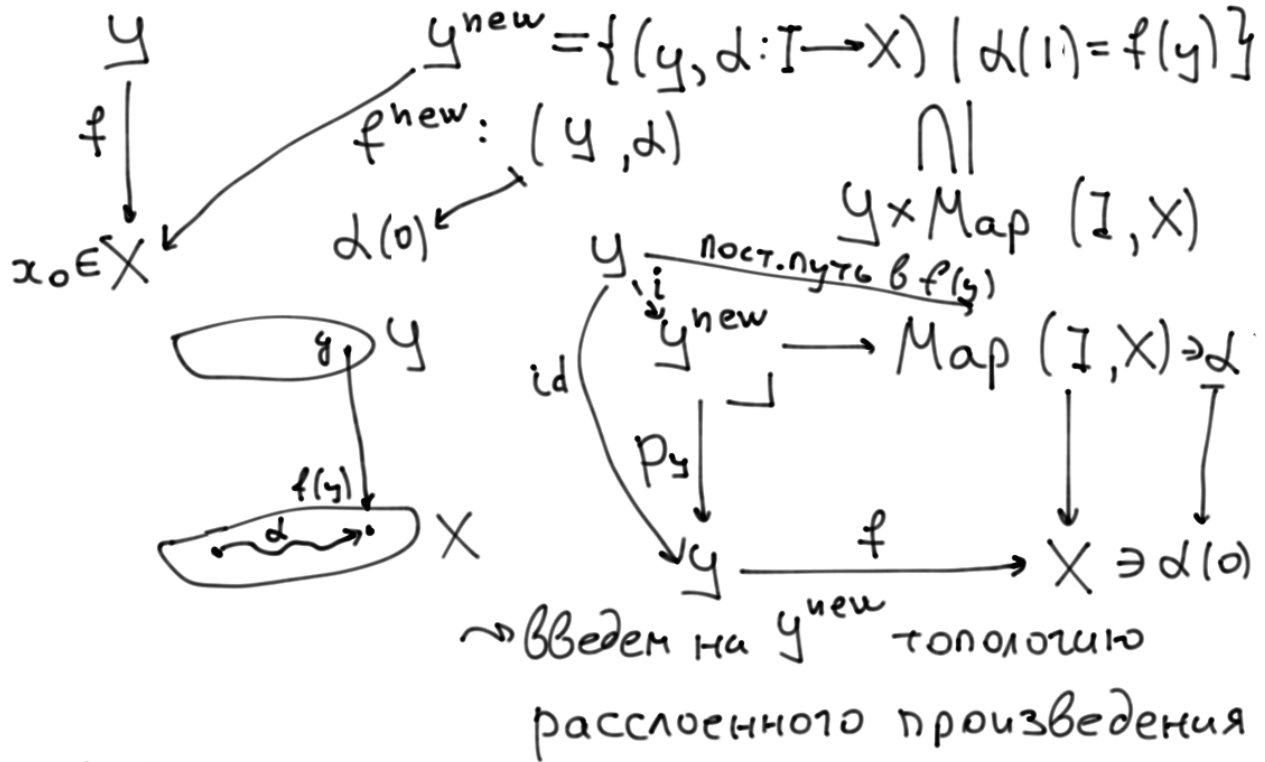 Y
Y^new = {(y, α: I → X) | α(1) = f(y)}
f
f^new: (y, α)
⊆
↦ α(0)
Y × Map (I, X)
x₀ ∈ X
Y пост. путь в f(y)
i
Y^new → Map (I, X) ∋ α
y Y
id
p_Y
f(y)
α
X
f
Y → X ∋ α(0)
⇝ введем на Y^new топологию
расслоенного произведения